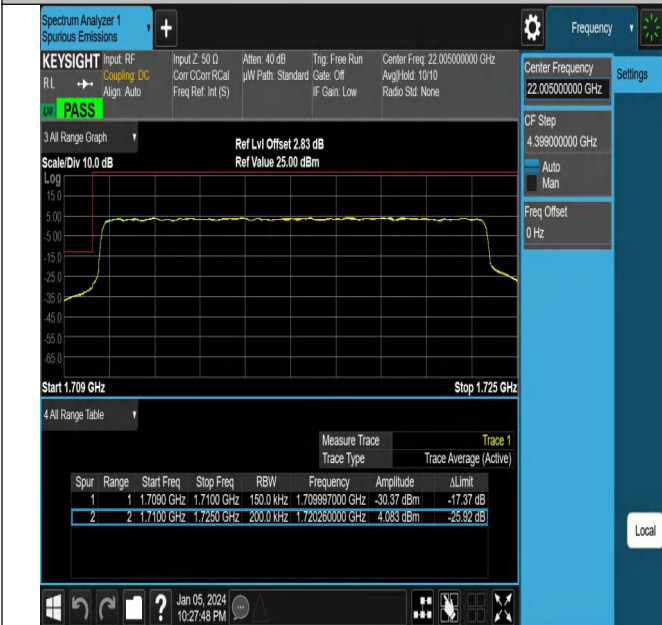 Spectrum Analyzer 1
Spurious Emissions
Frequency
KEYSIGHT Input: RF Input Z: 50 Ω Atten: 40 dB Trig: Free Run Center Freq: 22.005000000 GHz
RL Coupling: DC Corr CCorr RCal µW Path: Standard Gate: Off Avg|Hold: 10/10
Align: Auto Freq Ref: Int (S) IF Gain: Low Radio Std: None
PASS
Center Frequency
22.005000000 GHz
Settings
CF Step
4.399000000 GHz
Auto
Man
Freq Offset
0 Hz
3 All Range Graph
Ref Lvl Offset 2.83 dB
Scale/Div 10.0 dB Ref Value 25.00 dBm
Log
15.0
5.00
-5.00
-15.0
-25.0
-35.0
-45.0
-55.0
-65.0
Start 1.709 GHz Stop 1.725 GHz
4 All Range Table
Measure Trace Trace 1
Trace Type Trace Average (Active)
Spur Range Start Freq Stop Freq RBW Frequency Amplitude ΔLimit
1 1 1.7090 GHz 1.7100 GHz 150.0 kHz 1.709997000 GHz -30.37 dBm -17.37 dB
2 2 1.7100 GHz 1.7250 GHz 200.0 kHz 1.720260000 GHz 4.083 dBm -25.92 dB
Local
Jan 05, 2024
10:27:48 PM